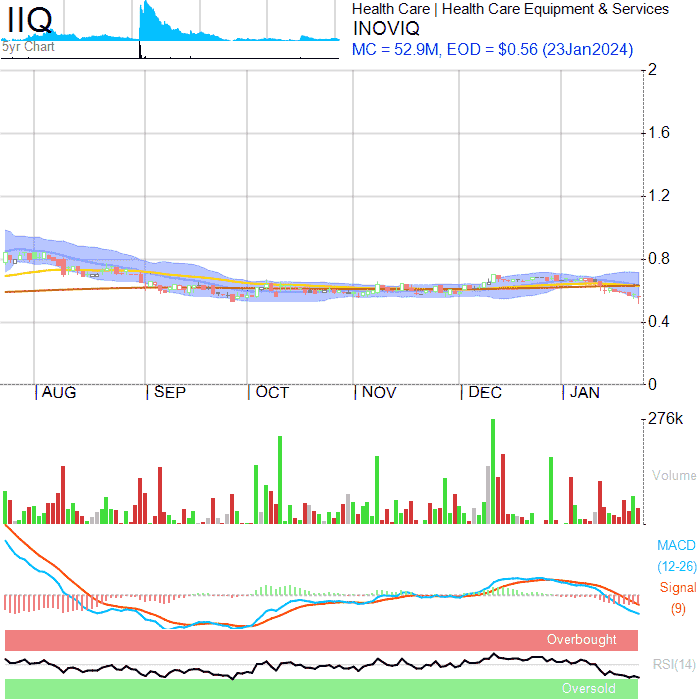 IIQ
5yr Chart
Health Care | Health Care Equipment & Services
INOVIQ
MC = 52.9M, EOD = $0.56 (23Jan2024)
2
1.6
1.2
0.8
0.4
0
AUG
SEP
OCT
NOV
DEC
JAN
276k
Volume
MACD
(12-26)
Signal
(9)
Overbought
RSI(14)
Oversold